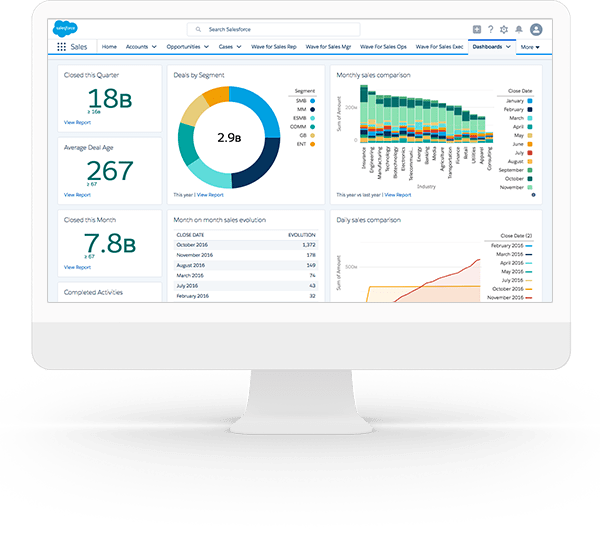 salesforce
Search Salesforce
Sales
Home
Accounts
Opportunities
Cases
Wave for Sales Rep
Wave for Sales Mgr
Wave For Sales Ops
Wave For Sales Exec
Dashboards
More
Closed this Quarter
18B
≥ 16B
View Report
Average Deal Age
267
≥ 67
View Report
Closed this Month
7.8B
≥ 67
View Report
Completed Activities
Deals by Segment
2.9B
Segment
SMB
MM
ESMB
COMM
GB
ENT
This year | View Report
Month on month sales evolution
CLOSE DATE EVOLUTION
October 2016 1,372
November 2016 178
August 2016 149
March 2016 74
July 2016 43
February 2016 32
Monthly sales comparison
Sum of Amount
200m
0
Insurance
Engineering
Manufacturing
Technology
Biotechnology
Electronics
Telecommuni...
Energy
Banking
Media
Agriculture
Transportation
Finance
Retail
Utilities
Apparel
Consulting
Industry
Close Date
January
February
March
April
May
June
July
August
September
October
November
This year vs last year | View Report
Daily sales comparison
Sum of Amount
300m
Close Date (2)
February 2016
March 2016
April 2016
May 2016
July 2016
October 2016
November 2016